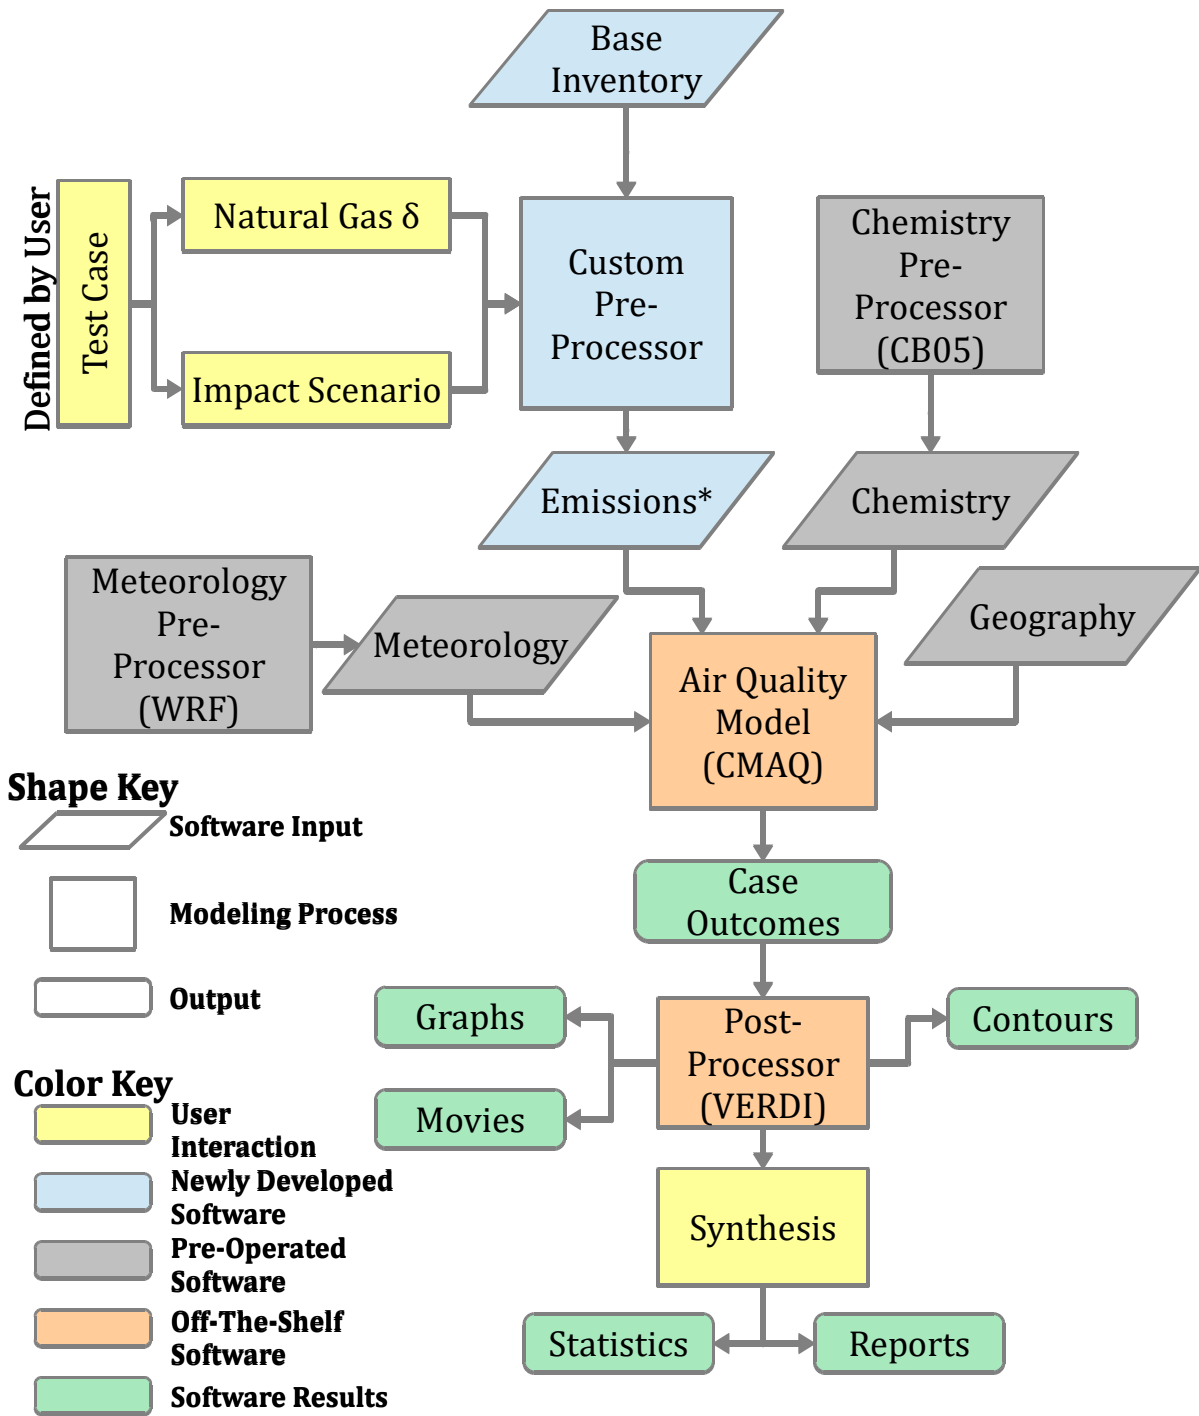 Base
Inventory
Defined by User
Test Case
Natural Gas δ
Impact Scenario
Custom
Pre-
Processor
Chemistry
Pre-
Processor
(CB05)
Emissions*
Chemistry
Meteorology
Pre-
Processor
(WRF)
Meteorology
Geography
Air Quality
Model
(CMAQ)
Shape Key
Software Input
Modeling Process
Output
Case
Outcomes
Graphs
Movies
Post-
Processor
(VERDI)
Contours
Color Key
User
Interaction
Newly Developed
Software
Pre-Operated
Software
Off-The-Shelf
Software
Software Results
Synthesis
Statistics
Reports